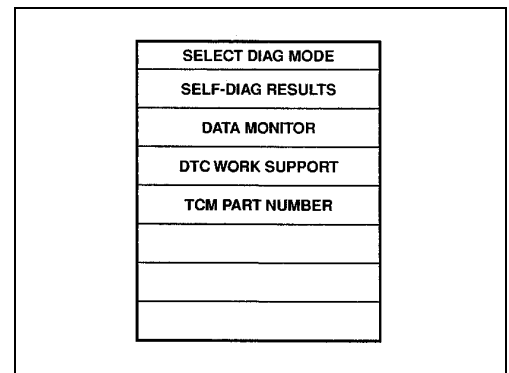 SELECT DIAG MODE
SELF-DIAG RESULTS
DATA MONITOR
DTC WORK SUPPORT
TCM PART NUMBER